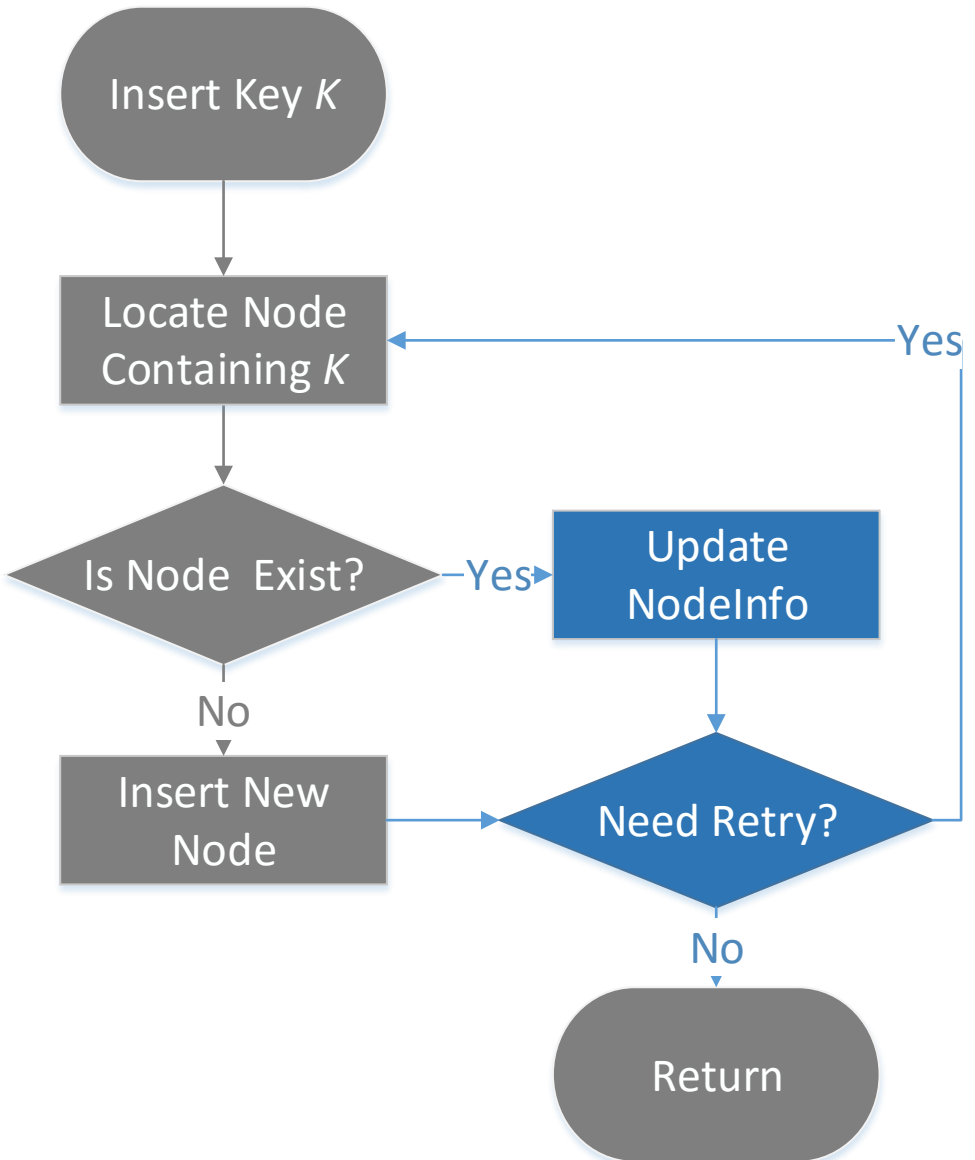 Insert Key K
Locate Node
Containing K
Yes
Is Node  Exist?
Yes
Update
NodeInfo
No
Insert New
Node
Need Retry?
No
Return